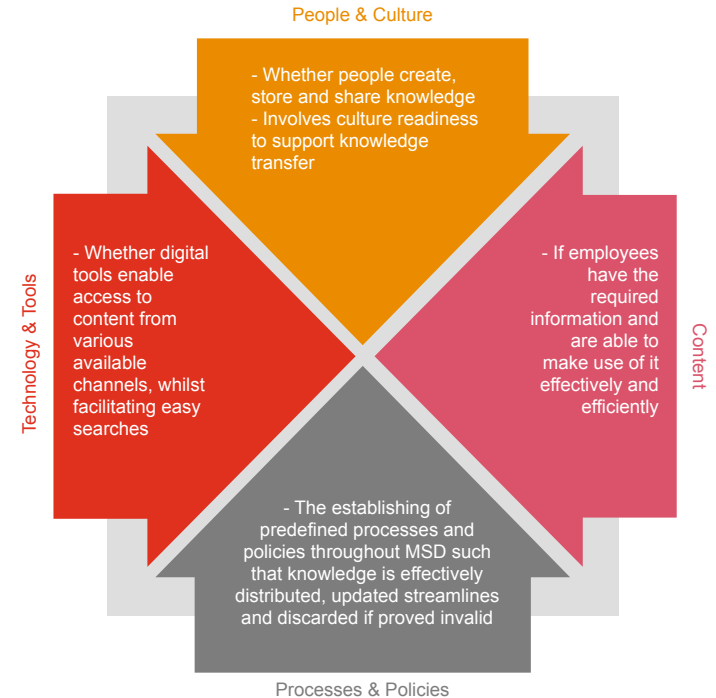 People & Culture
- Whether people create,
store and share knowledge
- Involves culture readiness
to support knowledge
transfer
Technology & Tools
- Whether digital
tools enable
access to
content from
various
available
channels, whilst
facilitating easy
searches
- If employees
have the
required
information and
are able to
make use of it
effectively and
efficiently
Content
- The establishing of
predefined processes and
policies throughout MSD such
that knowledge is effectively
distributed, updated streamlines
and discarded if proved invalid
Processes & Policies